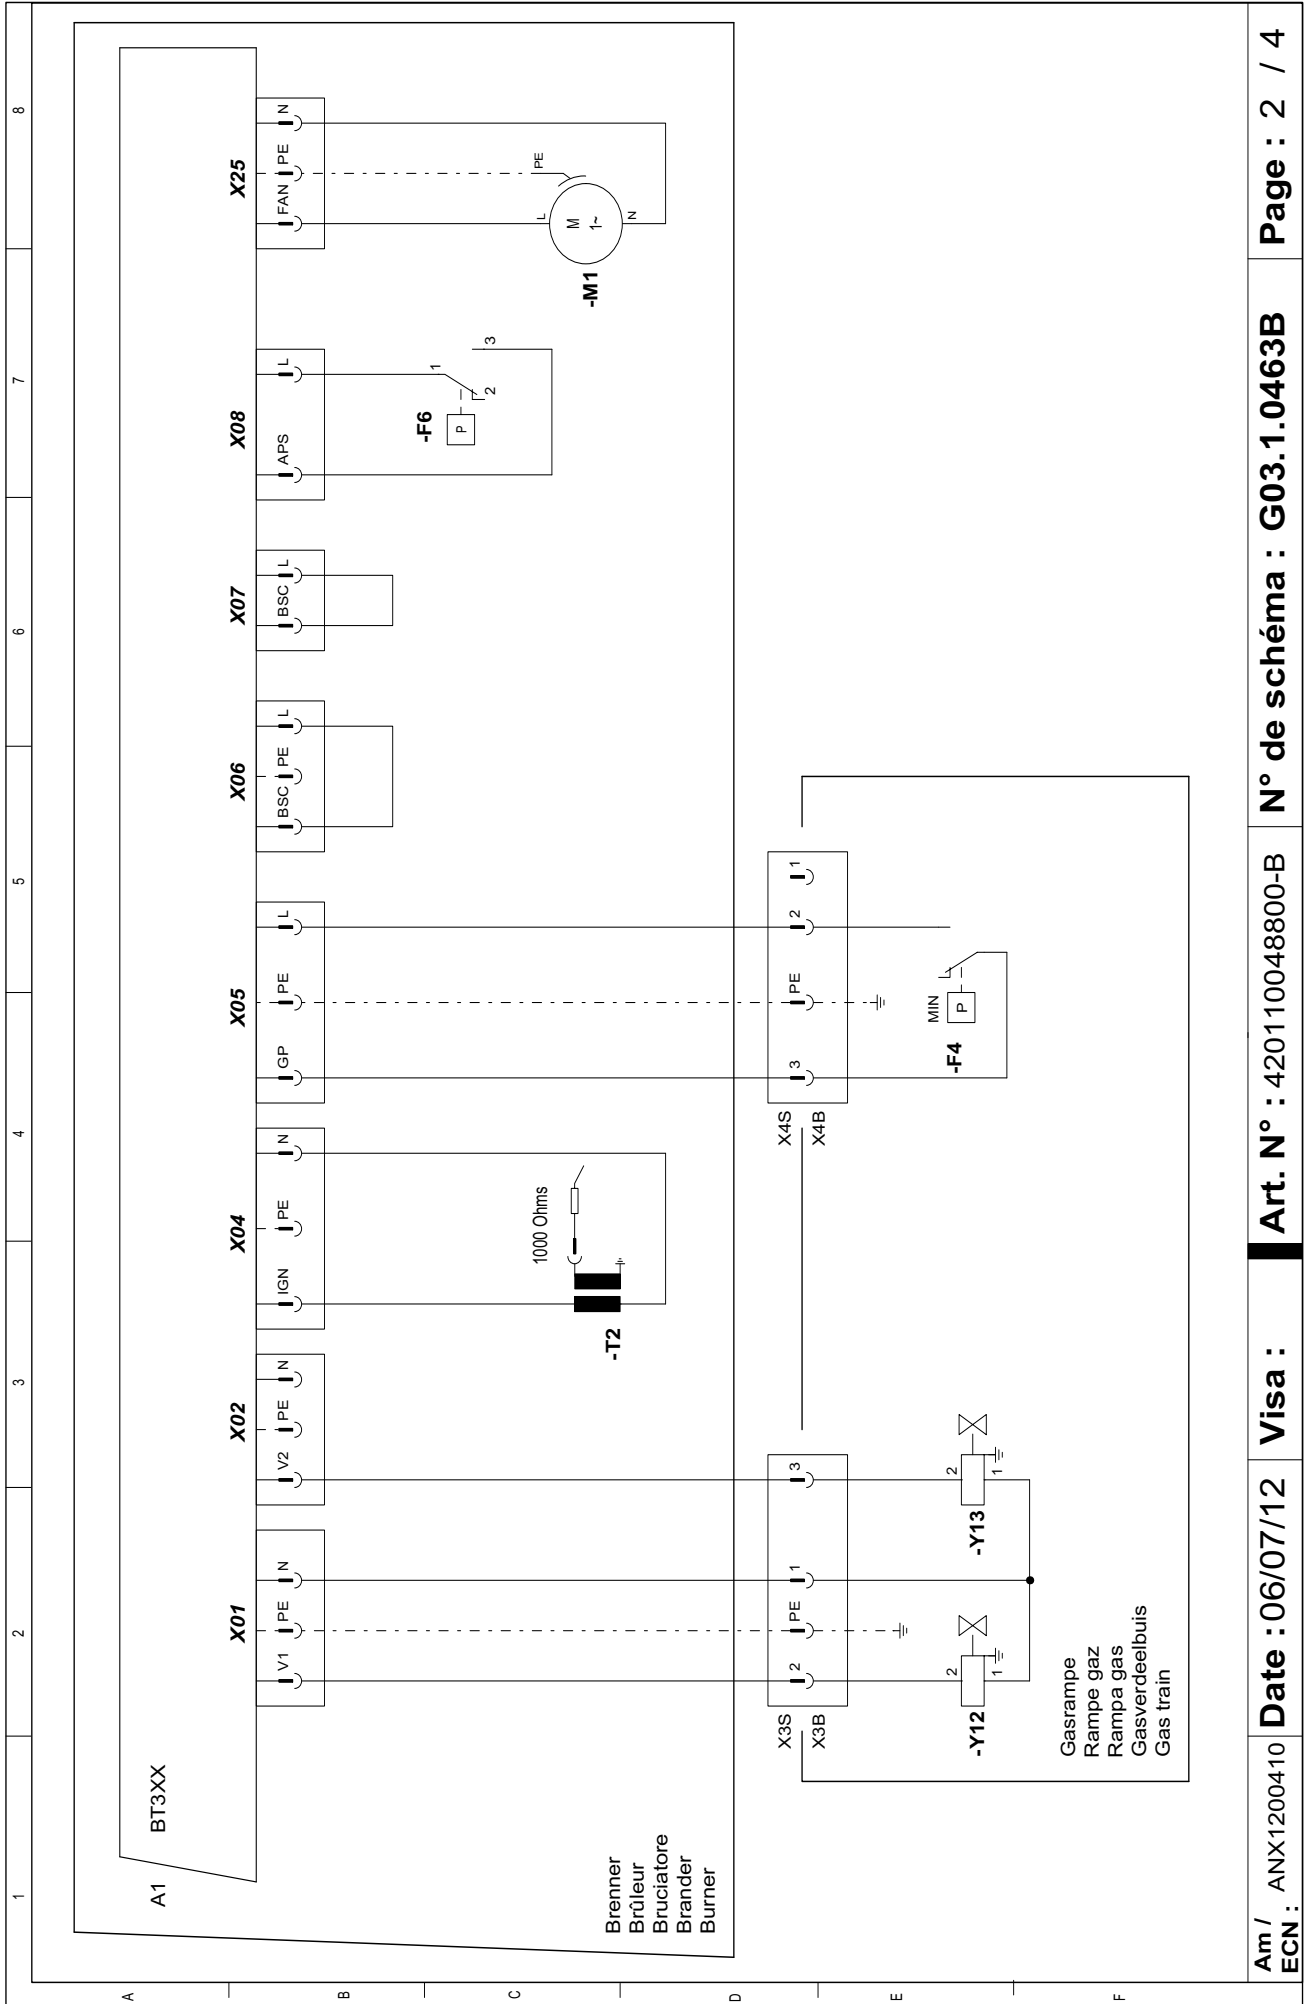 1 2 3 4 5 6 7 8
A
B
C
D
E
F
A1 BT3XX
X01 X02 X04 X05 X06 X07 X08 X25
V1 PE N
V2 PE N
IGN PE N
GP PE L
BSC PE L
BSC L
APS L
FAN PE N
-T2
1000 Ohms
-F6
P
1
2
3
-M1
M
1~
L
N
PE
Brenner
Brûleur
Bruciatore
Brander
Burner
X3S
X3B
2 PE 1 3
X4S
X4B
3 PE 2 1
-Y12
2
1
-Y13
2
1
-F4
MIN
P
Gasrampe
Rampe gaz
Rampa gas
Gasverdeelbuis
Gas train
Am /
ECN : ANX1200410
Date : 06/07/12
Visa :
Art. N° : 420110048800-B
N° de schéma : G03.1.0463B
Page : 2 / 4